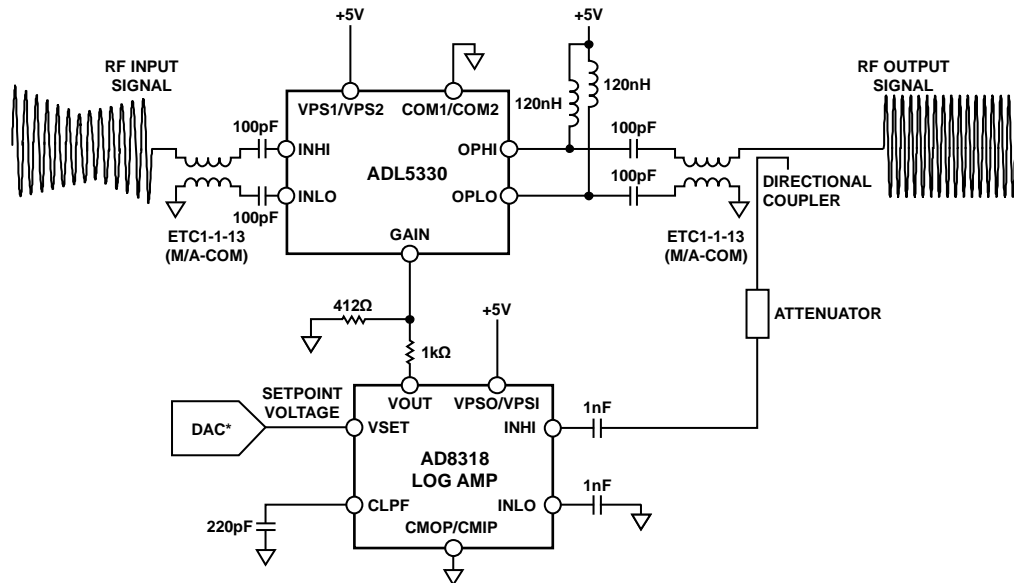 +5V
+5V
RF INPUT
SIGNAL
RF OUTPUT
SIGNAL
120nH
120nH
VPS1/VPS2
COM1/COM2
100pF
100pF
INHI
OPHI
ADL5330
INLO
OPLO
100pF
100pF
DIRECTIONAL
COUPLER
ETC1-1-13
(M/A-COM)
GAIN
ETC1-1-13
(M/A-COM)
412Ω
+5V
ATTENUATOR
1kΩ
SETPOINT
VOLTAGE
VOUT
VPSO/VPSI
1nF
DAC*
VSET
INHI
AD8318
LOG AMP
1nF
CLPF
INLO
220pF
CMOP/CMIP